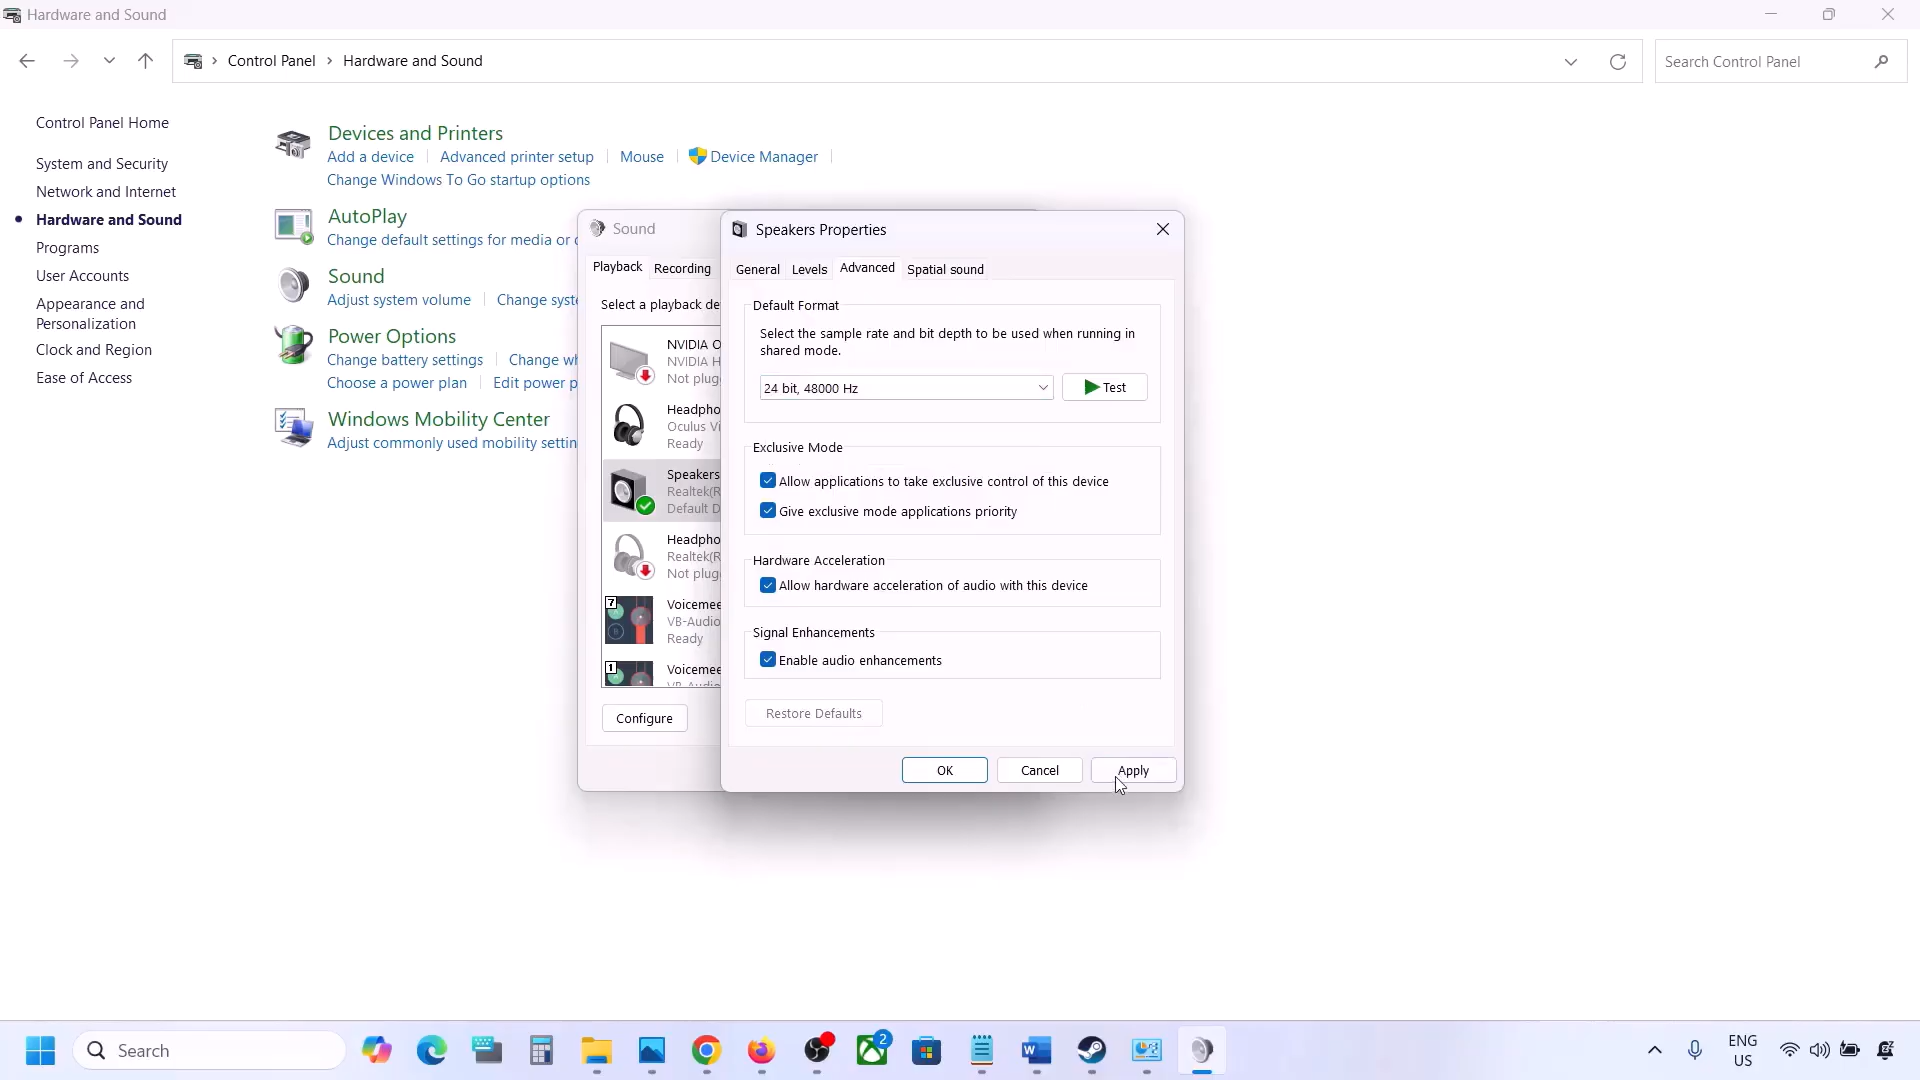 Hardware and Sound
Control Panel > Hardware and Sound
Search Control Panel
Control Panel Home
System and Security
Network and Internet
Hardware and Sound
Programs
User Accounts
Appearance and
Personalization
Clock and Region
Ease of Access
Devices and Printers
Add a device
Advanced printer setup
Mouse
Device Manager
Change Windows To Go startup options
AutoPlay
Change default settings for media or
Sound
Adjust system volume
Change syst
Power Options
Change battery settings
Change wh
Choose a power plan
Edit power p
Windows Mobility Center
Adjust commonly used mobility settin
Sound
Playback
Recording
Select a playback de
NVIDIA O
NVIDIA H
Not plug
Headpho
Oculus Vi
Ready
Speakers
Realtek(R
Default D
Headpho
Realtek(R
Not plug
7
Voicemee
VB-Audio
Ready
1
Voicemee
VB-Audio
Configure
Speakers Properties
General
Levels
Advanced
Spatial sound
Default Format
Select the sample rate and bit depth to be used when running in
shared mode.
24 bit, 48000 Hz
Test
Exclusive Mode
Allow applications to take exclusive control of this device
Give exclusive mode applications priority
Hardware Acceleration
Allow hardware acceleration of audio with this device
Signal Enhancements
Enable audio enhancements
Restore Defaults
OK
Cancel
Apply
Search
2
ENG
US